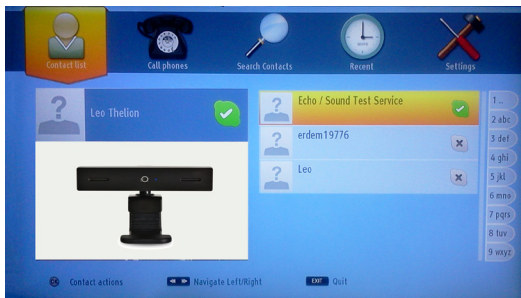 Contact list
Call phones
Search Contacts
Recent
Settings
Leo Thelion
Echo / Sound Test Service
erdem19776
Leo
1 ..
2 abc
3 def
4 ghi
5 jkl
6 mno
7 pqrs
8 tuv
9 wxyz
OK Contact actions
Navigate Left/Right
EXIT Quit